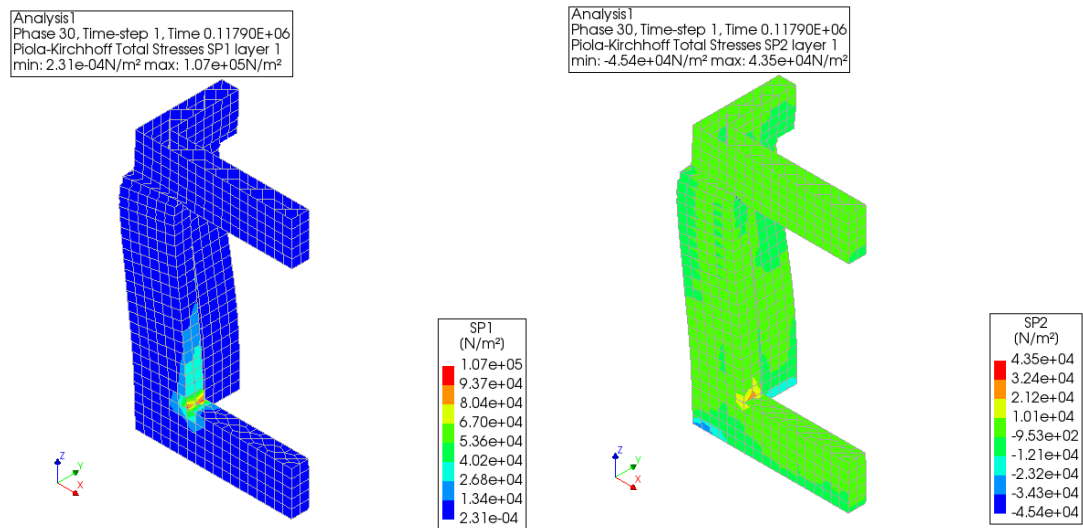 Analysis1
Phase 30, Time-step 1, Time 0.11790E+06
Piola-Kirchhoff Total Stresses SP1 layer 1
min: 2.31e-04N/m² max: 1.07e+05N/m²
SP1
(N/m²)
1.07e+05
9.37e+04
8.04e+04
6.70e+04
5.36e+04
4.02e+04
2.68e+04
1.34e+04
2.31e-04
Z
Y
X
Analysis1
Phase 30, Time-step 1, Time 0.11790E+06
Piola-Kirchhoff Total Stresses SP2 layer 1
min: -4.54e+04N/m² max: 4.35e+04N/m²
SP2
(N/m²)
4.35e+04
3.24e+04
2.12e+04
1.01e+04
-9.53e+02
-1.21e+04
-2.32e+04
-3.43e+04
-4.54e+04
Z
Y
X